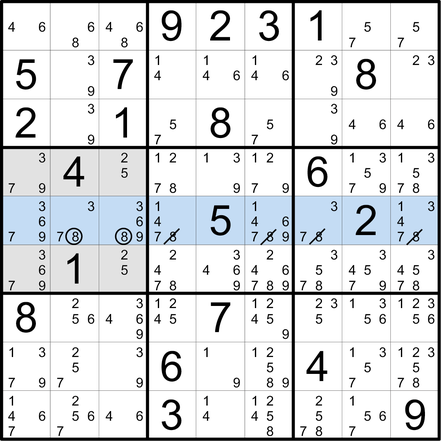 4 6 6 8 4 6 8 9 2 3 1 5 7 5 7
5 3 9 7 1 4 1 4 6 1 4 6 2 3 9 8 2 3
2 3 9 1 5 7 8 5 7 3 9 4 6 4 6
3 7 9 4 2 5 1 2 7 8 1 3 9 1 2 3 7 9 6 1 3 5 7 9 1 3 5 7 8
3 6 7 9 3 7 8 3 6 8 9 1 4 7 8 5 1 4 6 7 8 9 3 7 8 2 1 3 4 7 8
3 6 7 9 1 2 5 2 4 7 8 3 4 6 9 2 4 6 7 8 9 3 5 7 8 3 4 5 7 9 3 4 5 7 8
8 2 5 6 3 4 6 9 1 2 4 5 7 1 2 4 5 9 2 3 5 1 3 5 6 1 2 3 5 6
1 3 7 9 2 5 7 3 9 6 1 9 1 2 5 8 9 4 1 3 5 7 1 2 3 5 7 8
1 4 6 7 2 5 6 7 4 6 3 1 4 1 2 4 5 8 2 5 7 8 1 5 6 7 9